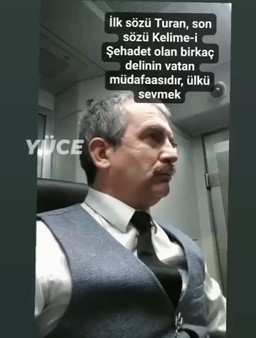 İlk sözü Turan, son
sözü Kelime-i
Şehadet olan birkaç
delinin vatan
müdafaasıdır, ülkü
sevmek
YÜCE